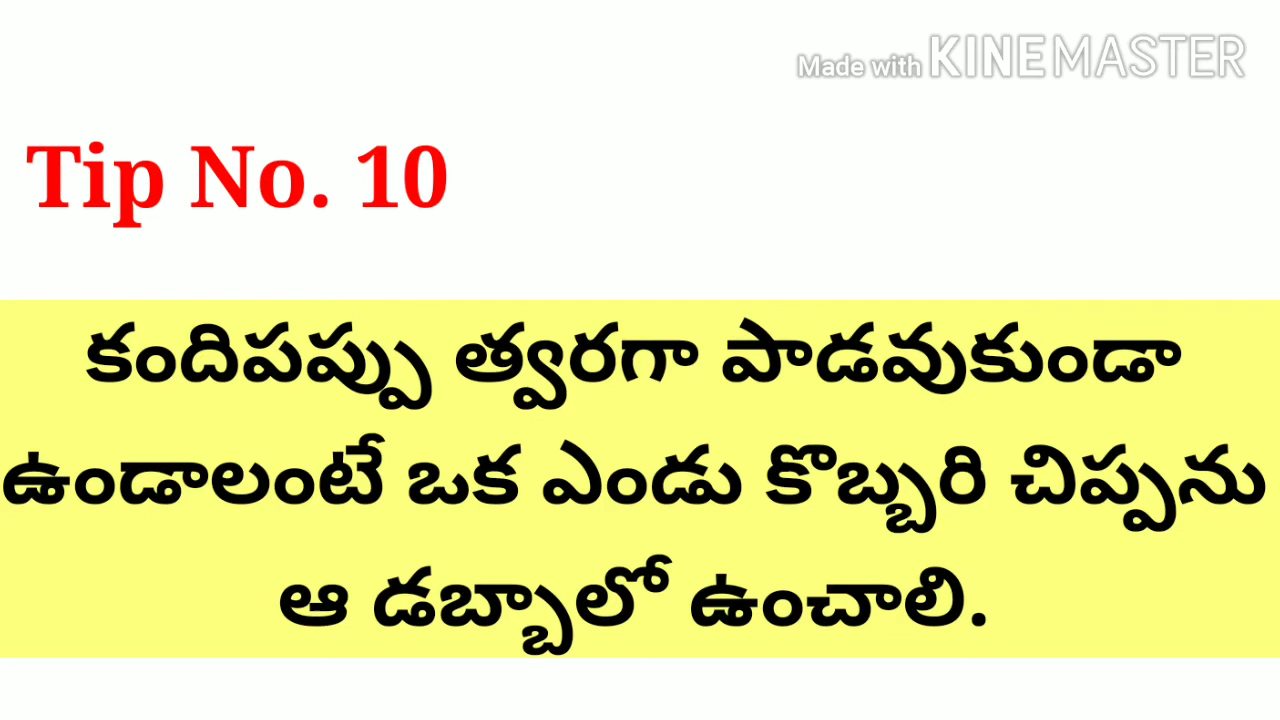 Made with KINEMASTER
Tip No. 10
కందిపప్పు త్వరగా పాడవుకుండా
ఉండాలంటే ఒక ఎండు కొబ్బరి చిప్పను
ఆ డబ్బాలో ఉంచాలి.